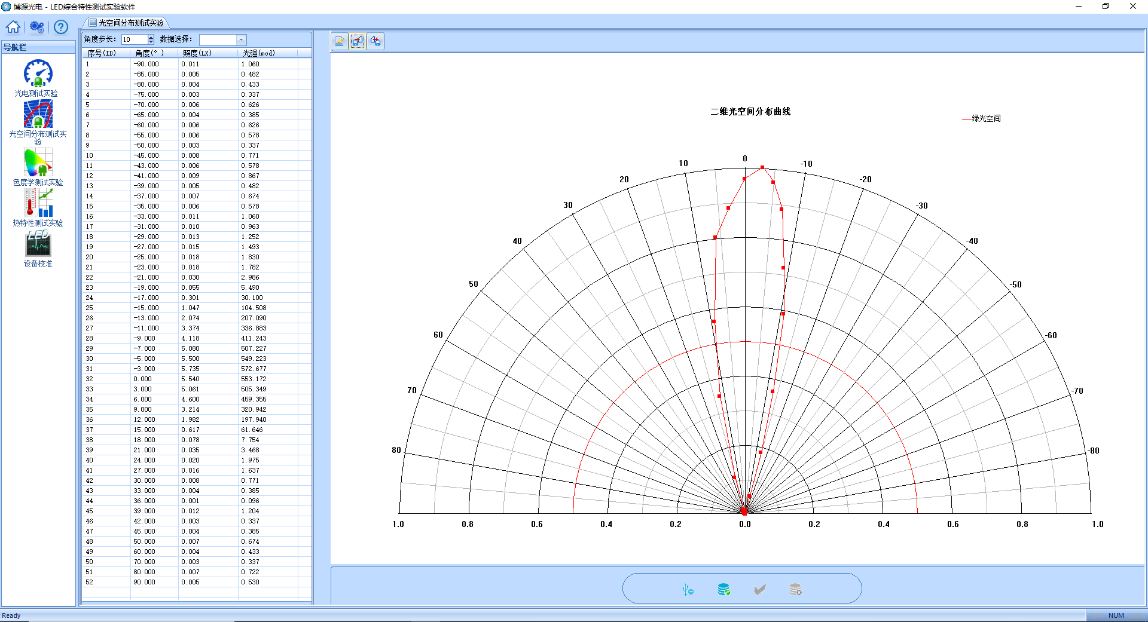 博源光电 - LED综合特性测试实验软件
光空间分布测试实验
导航栏
光电测试实验
光空间分布测试实
验
色度学测试实验
热特性测试实验
LED
设备校准
角度步长: 10 数据选择:
序号(ID) 角度(°) 照度(LX) 光强(mcd)
1 -90.000 0.011 1.060
2 -85.000 0.005 0.482
3 -80.000 0.004 0.433
4 -75.000 0.003 0.337
5 -70.000 0.006 0.626
6 -65.000 0.004 0.385
7 -60.000 0.006 0.626
8 -55.000 0.006 0.578
9 -50.000 0.003 0.337
10 -45.000 0.008 0.771
11 -43.000 0.006 0.578
12 -41.000 0.009 0.867
13 -39.000 0.005 0.482
14 -37.000 0.007 0.674
15 -35.000 0.006 0.578
16 -33.000 0.011 1.060
17 -31.000 0.010 0.963
18 -29.000 0.013 1.252
19 -27.000 0.015 1.493
20 -25.000 0.018 1.830
21 -23.000 0.018 1.782
22 -21.000 0.030 2.986
23 -19.000 0.055 5.490
24 -17.000 0.301 30.100
25 -15.000 1.047 104.508
26 -13.000 2.074 207.090
27 -11.000 3.374 336.883
28 -9.000 4.118 411.243
29 -7.000 5.080 507.227
30 -5.000 5.500 549.223
31 -3.000 5.735 572.677
32 0.000 5.540 553.172
33 3.000 5.061 505.349
34 6.000 4.600 459.355
35 9.000 3.214 320.942
36 12.000 1.982 197.940
37 15.000 0.617 61.646
38 18.000 0.078 7.754
39 21.000 0.035 3.468
40 24.000 0.020 1.975
41 27.000 0.016 1.637
42 30.000 0.008 0.771
43 33.000 0.004 0.385
44 36.000 0.001 0.096
45 39.000 0.012 1.204
46 42.000 0.003 0.337
47 45.000 0.004 0.385
48 50.000 0.007 0.674
49 60.000 0.004 0.433
50 70.000 0.003 0.337
51 80.000 0.007 0.722
52 90.000 0.005 0.530
二维光空间分布曲线
绿光空间
0
10 -10
20 -20
30 -30
40 -40
50 -50
60 -60
70 -70
80 -80
1.0 0.8 0.6 0.4 0.2 0.0 0.2 0.4 0.6 0.8 1.0
Ready NUM